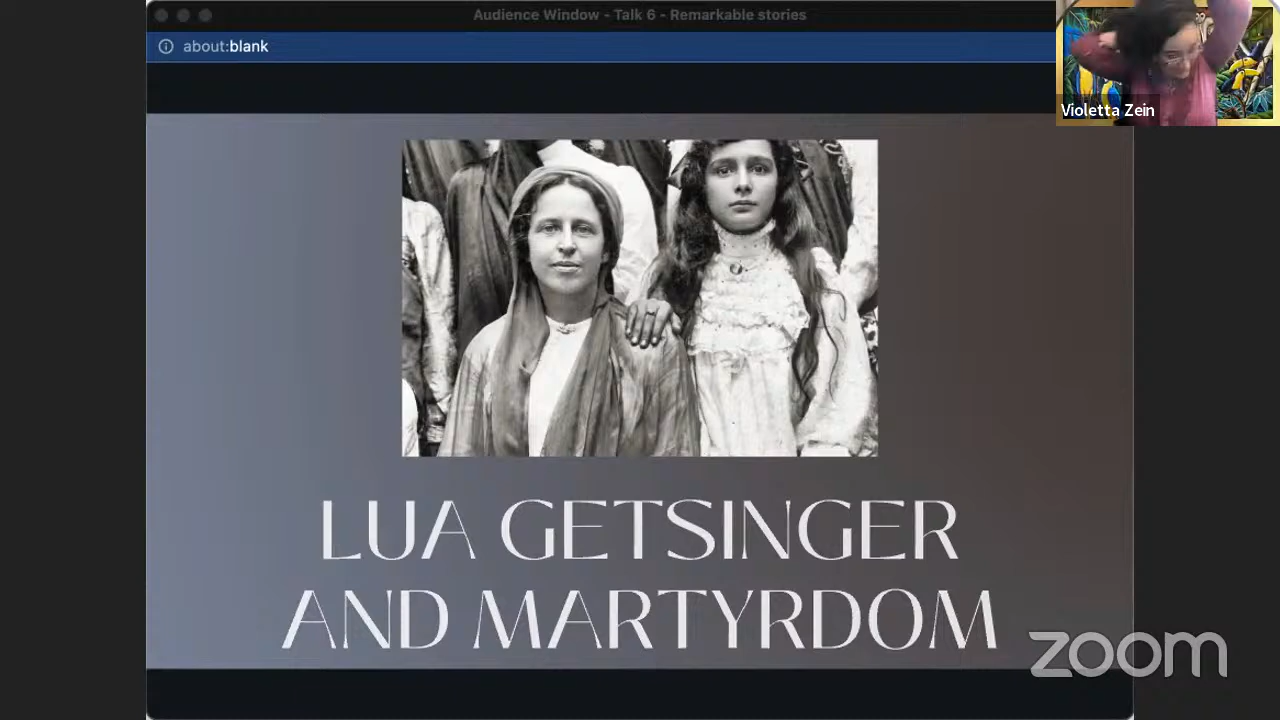 Audience Window - Talk 6 - Remarkable stories
about:blank
Violetta Zein
LUA GETSINGER
AND MARTYRDOM
zoom